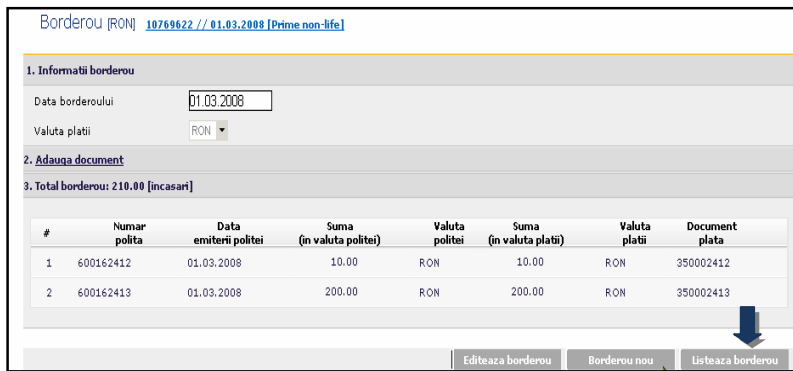 Borderou [RON] 10769622 // 01.03.2008 [Prime non-life]
1. Informatii borderou
Data borderoului 01.03.2008
Valuta platii RON
2. Adauga document
3. Total borderou: 210.00 [incasari]
# Numar polita Data emiterii politei Suma (in valuta politei) Valuta politei Suma (in valuta platii) Valuta platii Document plata
1 600162412 01.03.2008 10.00 RON 10.00 RON 350002412
2 600162413 01.03.2008 200.00 RON 200.00 RON 350002413
Editeaza borderou Borderou nou Listeaza borderou